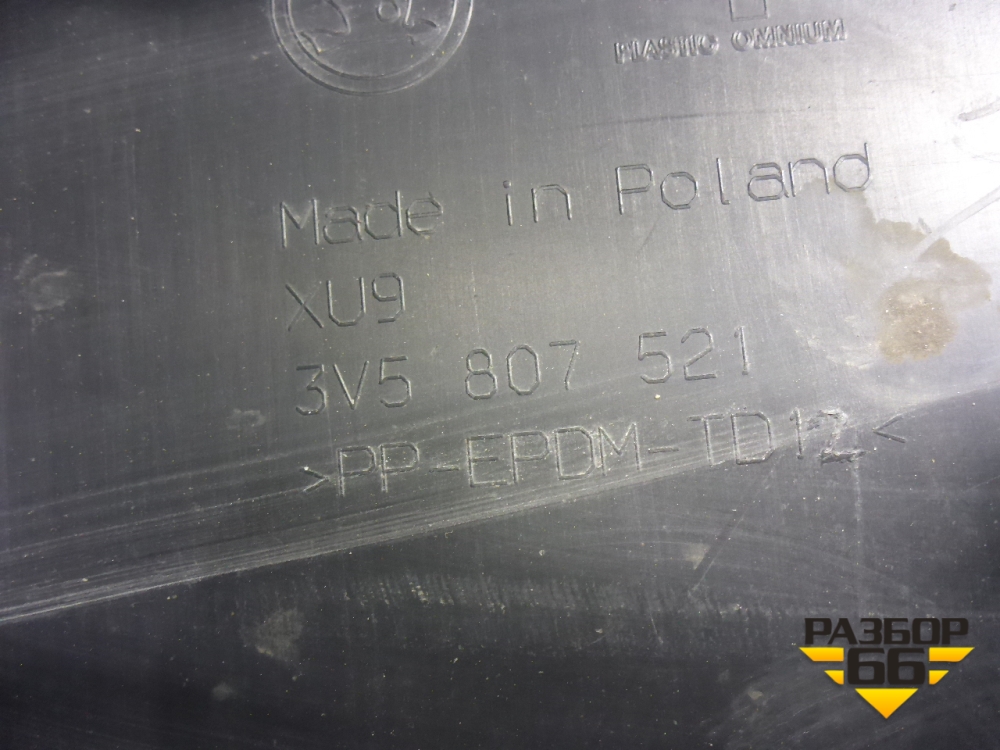 PLASTIC OMNIUM
Made in Poland
XU9
3V5 807 521
>PP-EPDM-TD12<
РАЗБОР
66